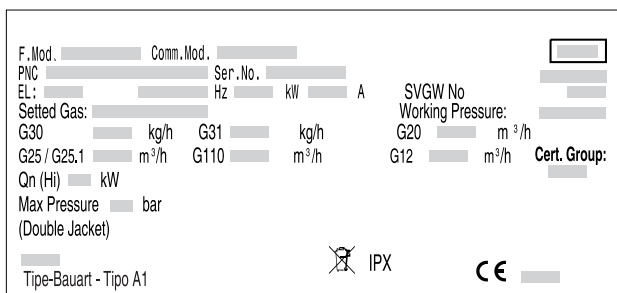 F.Mod. Comm.Mod.
PNC Ser.No.
EL: Hz kW A SVGW No
Setted Gas: Working Pressure:
G30 kg/h G31 kg/h G20 m³/h
G25 / G25.1 m³/h G110 m³/h G12 m³/h Cert. Group:
Qn (Hi) kW
Max Pressure bar
(Double Jacket)
IPX
Tipe-Bauart - Tipo A1 CE